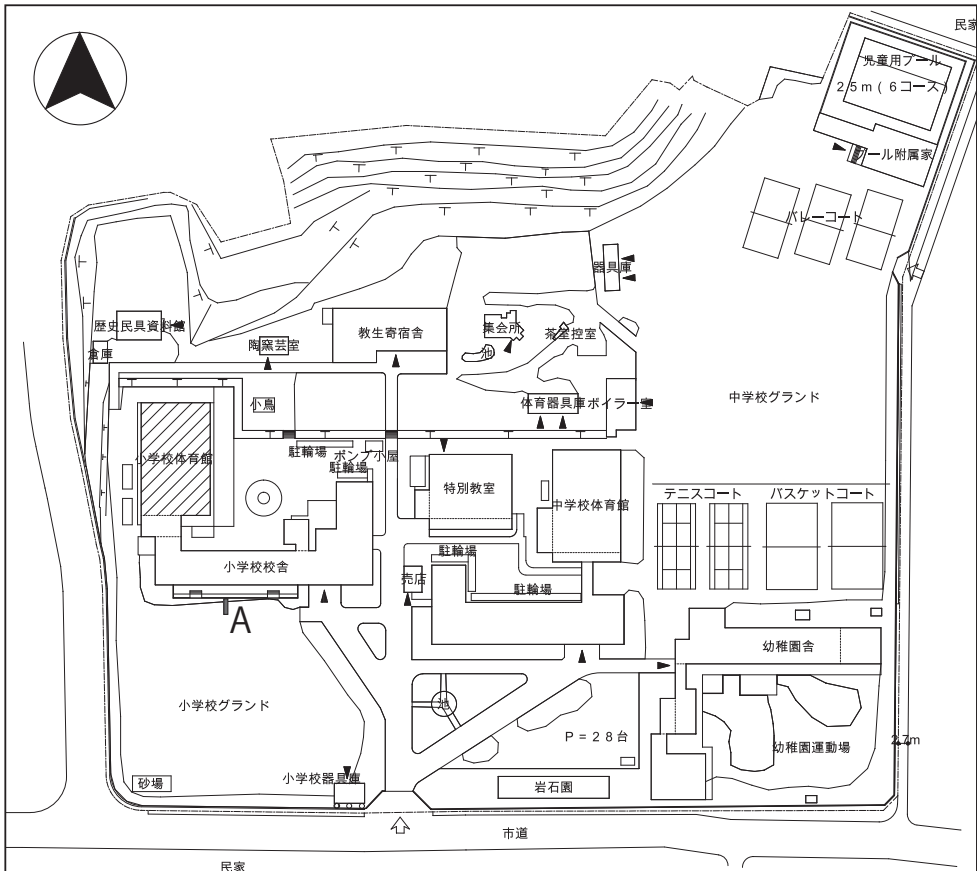 民家
児童用プール
25m(6コース)
プール附属家
バレーコート
器具庫
歴史民具資料館
倉庫
陶窯芸室
教生寄宿舎
集会所
池
茶室控室
小鳥
体育器具庫
ボイラー室
中学校グランド
駐輪場
ポンプ小屋
駐輪場
小学校体育館
特別教室
中学校体育館
テニスコート
バスケットコート
小学校校舎
駐輪場
売店
駐輪場
A
幼稚園舎
小学校グランド
池
P=28台
幼稚園運動場
2.7m
砂場
小学校器具庫
岩石園
市道
民家